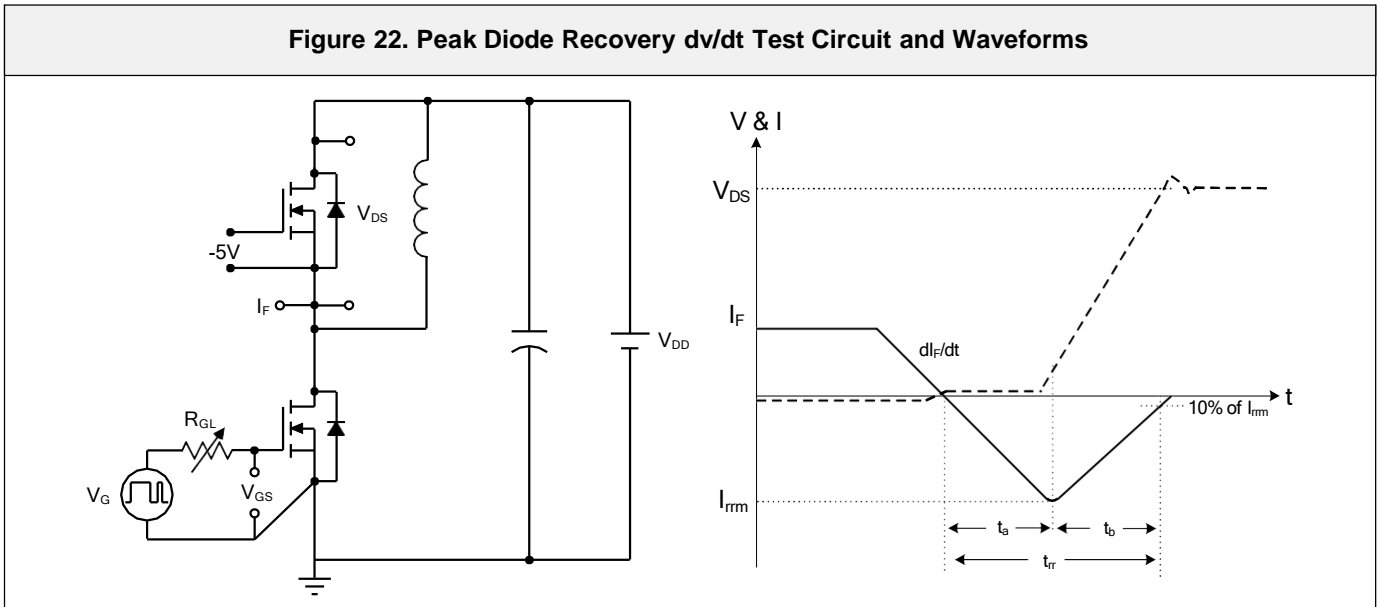 Figure 22. Peak Diode Recovery dv/dt Test Circuit and Waveforms
V_DS
-5V
I_F
V_DD
R_GL
V_G
V_GS
V & I
V_DS
I_F
dI_F/dt
t
10% of I_rrm
I_rrm
t_a
t_b
t_rr